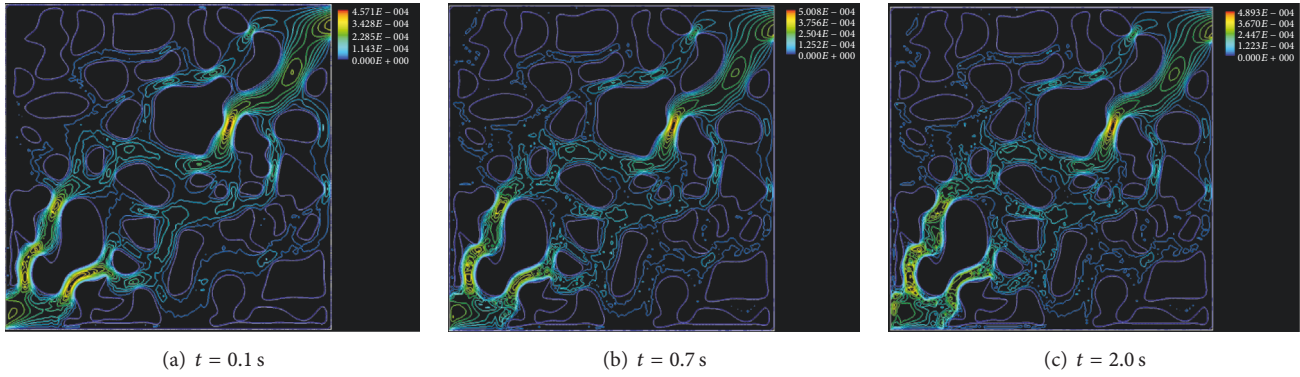 4.571E − 004
3.428E − 004
2.285E − 004
1.143E − 004
0.000E + 000
5.008E − 004
3.756E − 004
2.504E − 004
1.252E − 004
0.000E + 000
4.893E − 004
3.670E − 004
2.447E − 004
1.223E − 004
0.000E + 000
(a) t = 0.1 s
(b) t = 0.7 s
(c) t = 2.0 s